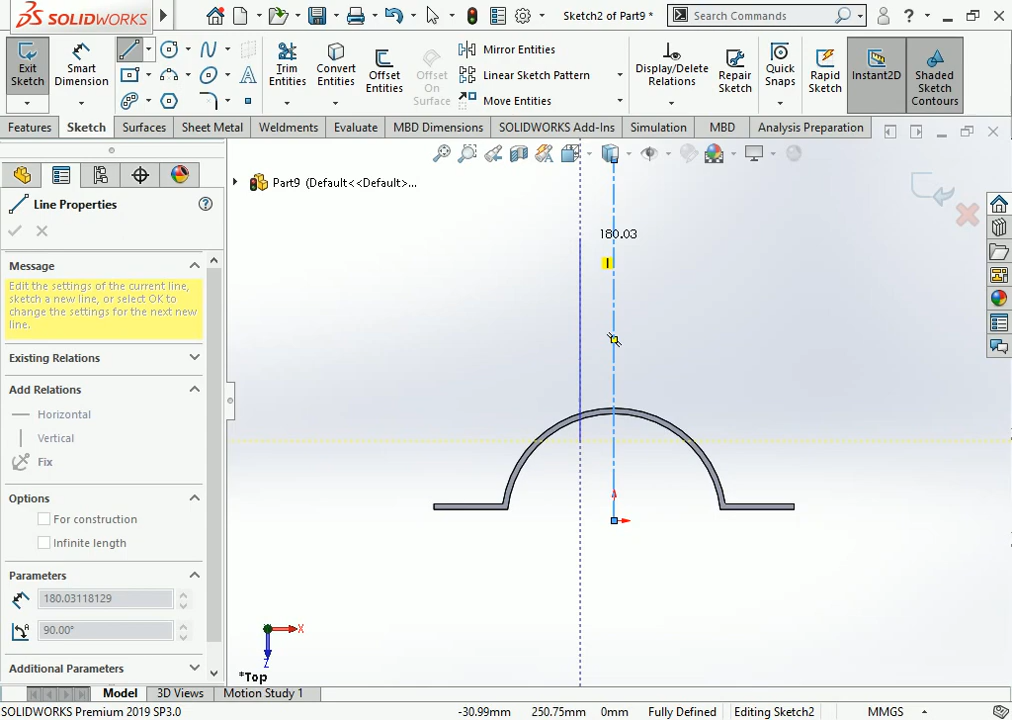 SOLIDWORKS
Sketch2 of Part9 *
Search Commands
?
Exit Sketch
Smart Dimension
Trim Entities
Convert Entities
Offset Entities
Offset On Surface
Mirror Entities
Linear Sketch Pattern
Move Entities
Display/Delete Relations
Repair Sketch
Quick Snaps
Rapid Sketch
Instant2D
Shaded Sketch Contours
Features Sketch Surfaces Sheet Metal Weldments Evaluate MBD Dimensions SOLIDWORKS Add-Ins Simulation MBD Analysis Preparation
Part9 (Default<<Default>...
Line Properties
Message
Edit the settings of the current line,
sketch a new line, or select OK to
change the settings for the next new
line.
Existing Relations
Add Relations
Horizontal
Vertical
Fix
Options
For construction
Infinite length
Parameters
180.03118129
90.00°
Additional Parameters
180.03
X
Z
*Top
Model 3D Views Motion Study 1
SOLIDWORKS Premium 2019 SP3.0
-30.99mm 250.75mm 0mm Fully Defined Editing Sketch2 MMGS